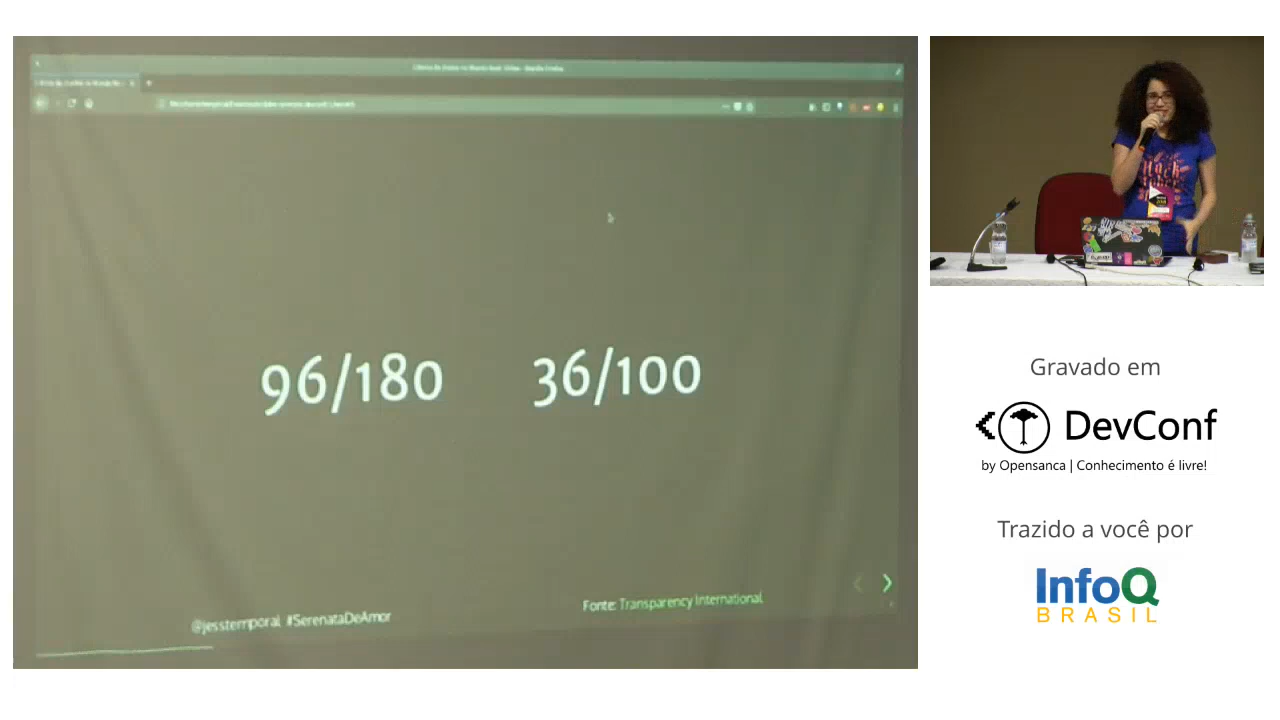 96/180 36/100
@jesstemporal #SerenataDeAmor
Fonte: Transparency International
Gravado em
DevConf
by Opensanca | Conhecimento é livre!
Trazido a você por
InfoQ
BRASIL